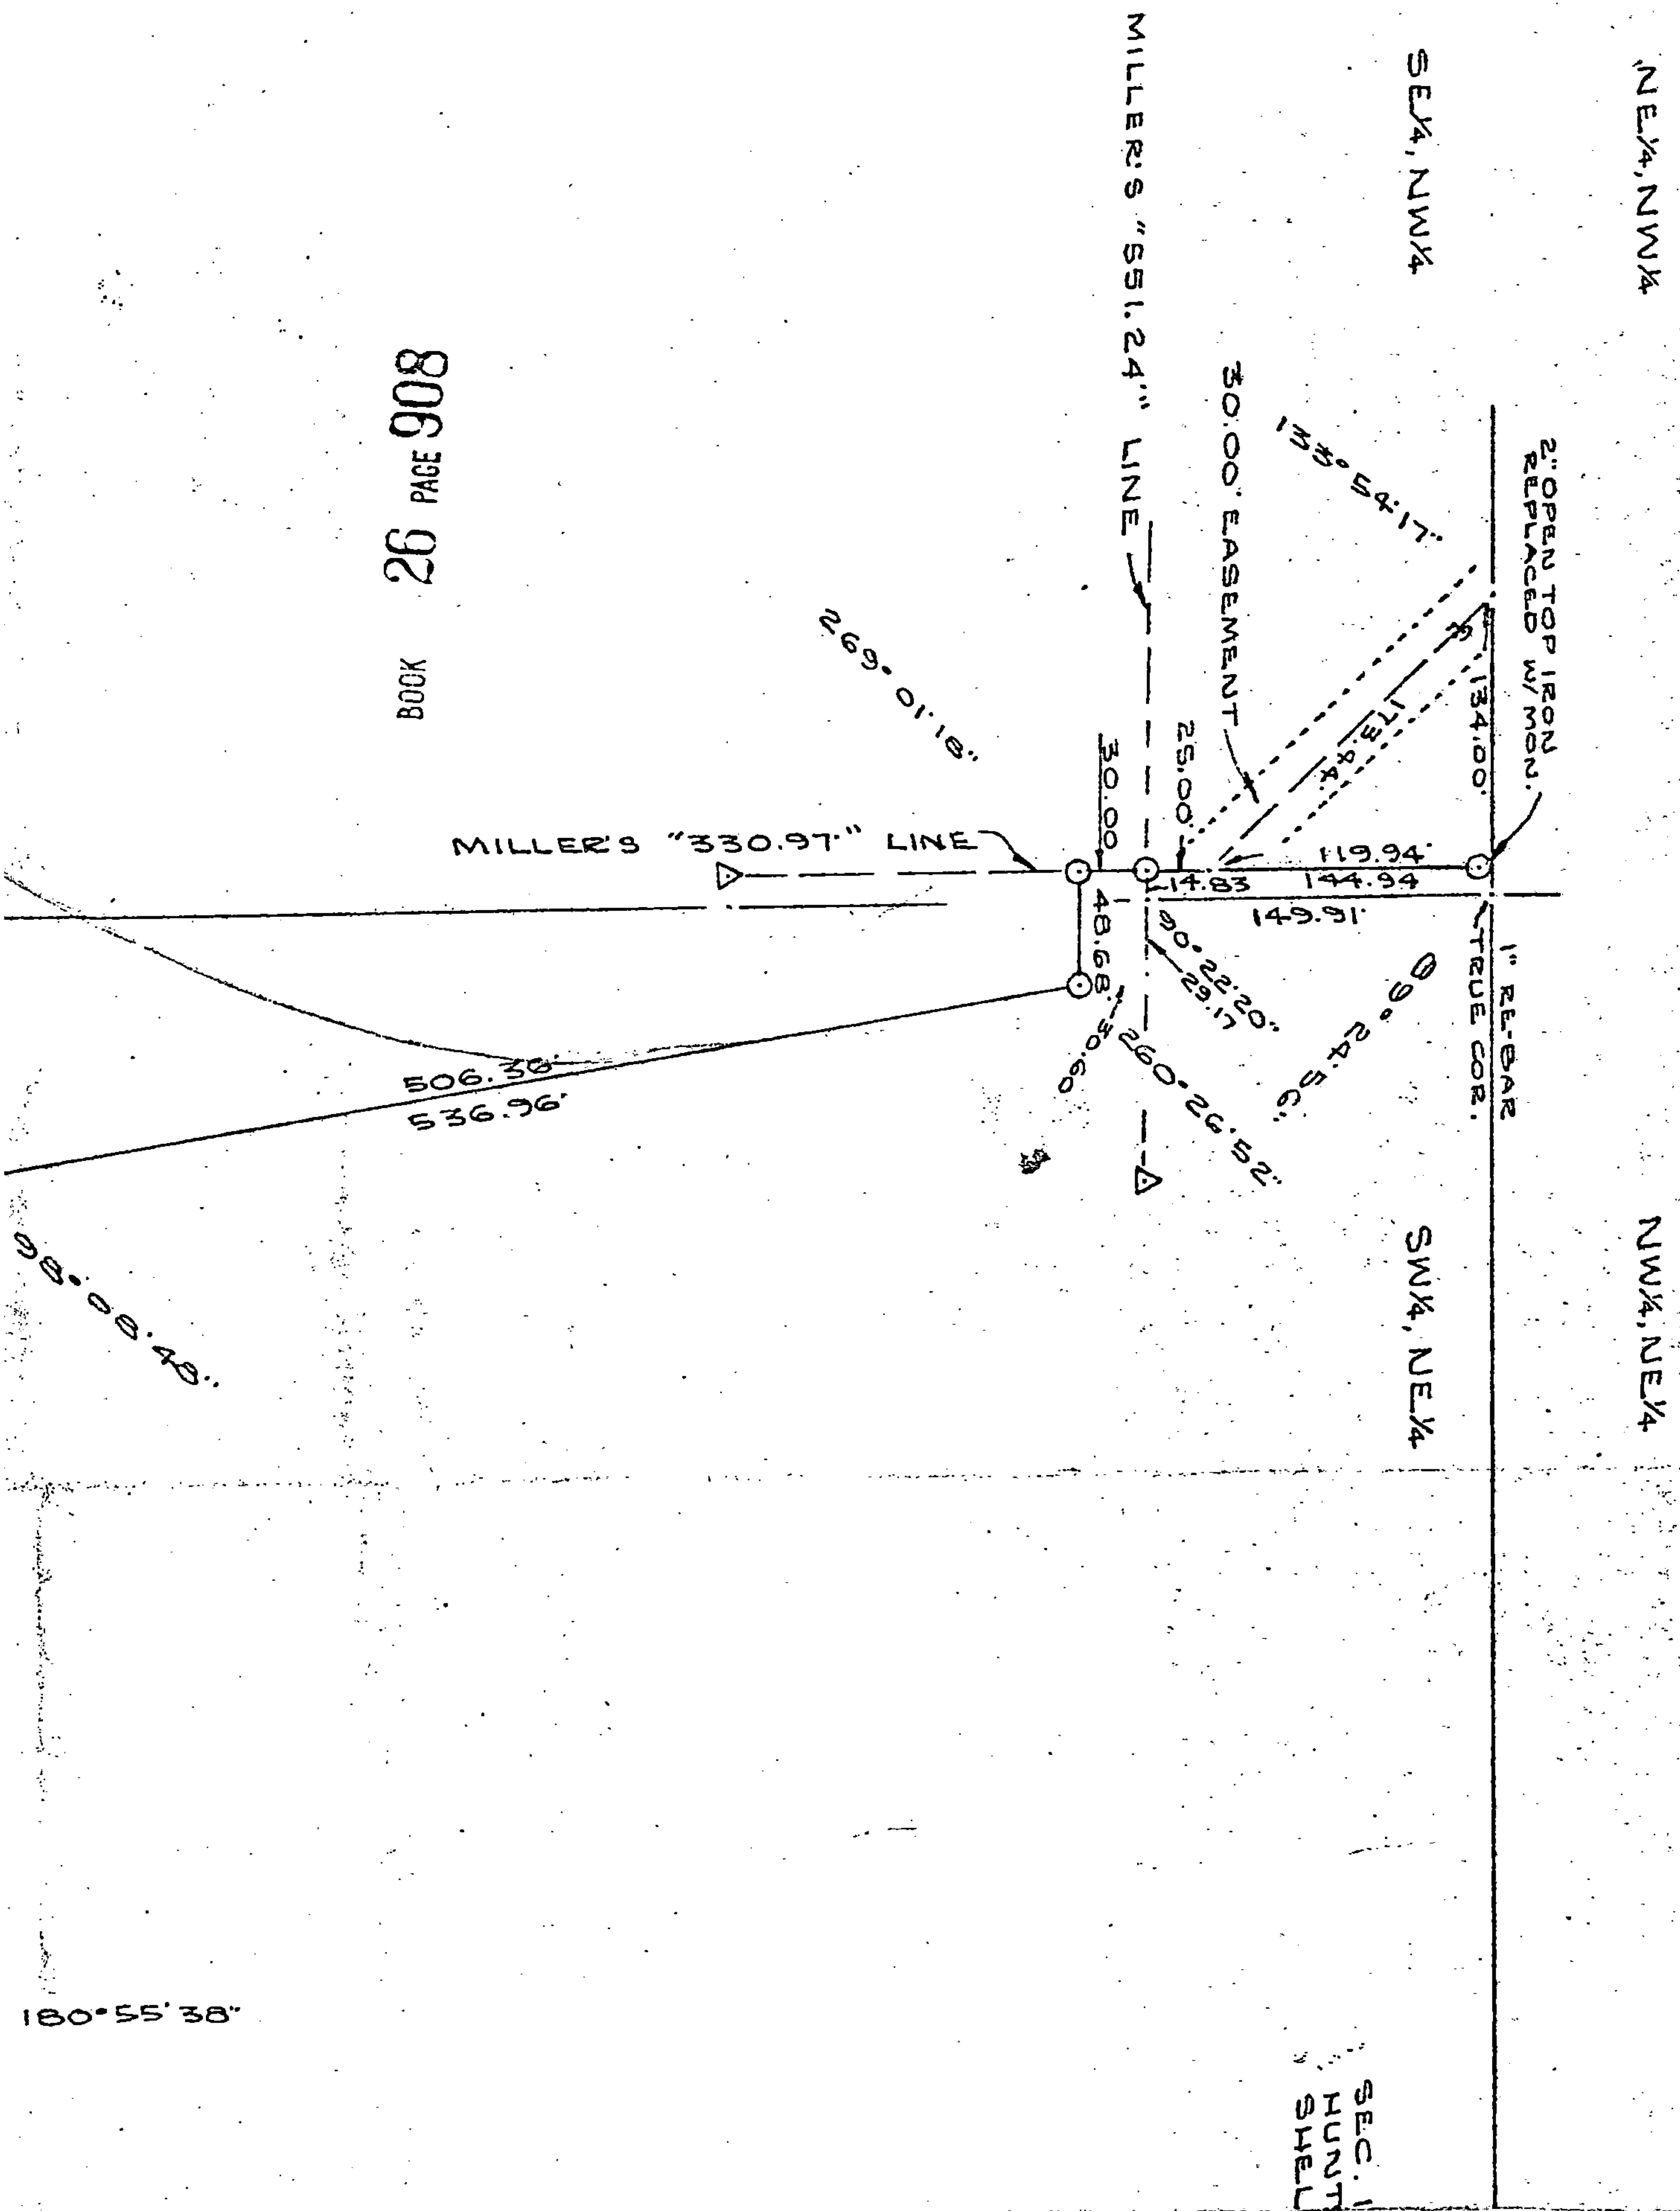 NE¼, NW¼
NW¼, NE¼
2" OPEN TOP IRON
REPLACED W/ MON.
1" RE-BAR
TRUE COR.
SE¼, NW¼
SW¼, NE¼
134.00'
173.44'
133°54'17"
119.94'
144.94
149.91'
89°24'56"
30.00' EASEMENT
25.00'
14.83
90°22'20"
29.17
260°26'52"
MILLER'S "551.24'" LINE
30.00
48.68'
30.60
269°01'18"
MILLER'S "330.97'" LINE
506.36'
536.96'
BOOK 26 PAGE 908
98°08'48"
180°55'38"
SEC. 1
HUNT
SHEL